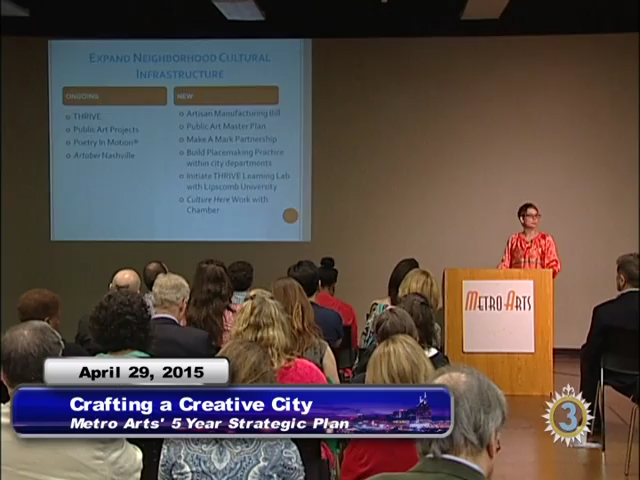 EXPAND NEIGHBORHOOD CULTURAL
INFRASTRUCTURE
ONGOING
THRIVE
Public Art Projects
Poetry In Motion®
Artober Nashville
NEW
Artisan Manufacturing Bill
Public Art Master Plan
Make A Mark Partnership
Build Placemaking Practice
within city departments
Initiate THRIVE Learning Lab
with Lipscomb University
Culture Here Work with
Chamber
METRO ARTS
April 29, 2015
Crafting a Creative City
Metro Arts' 5 Year Strategic Plan
3